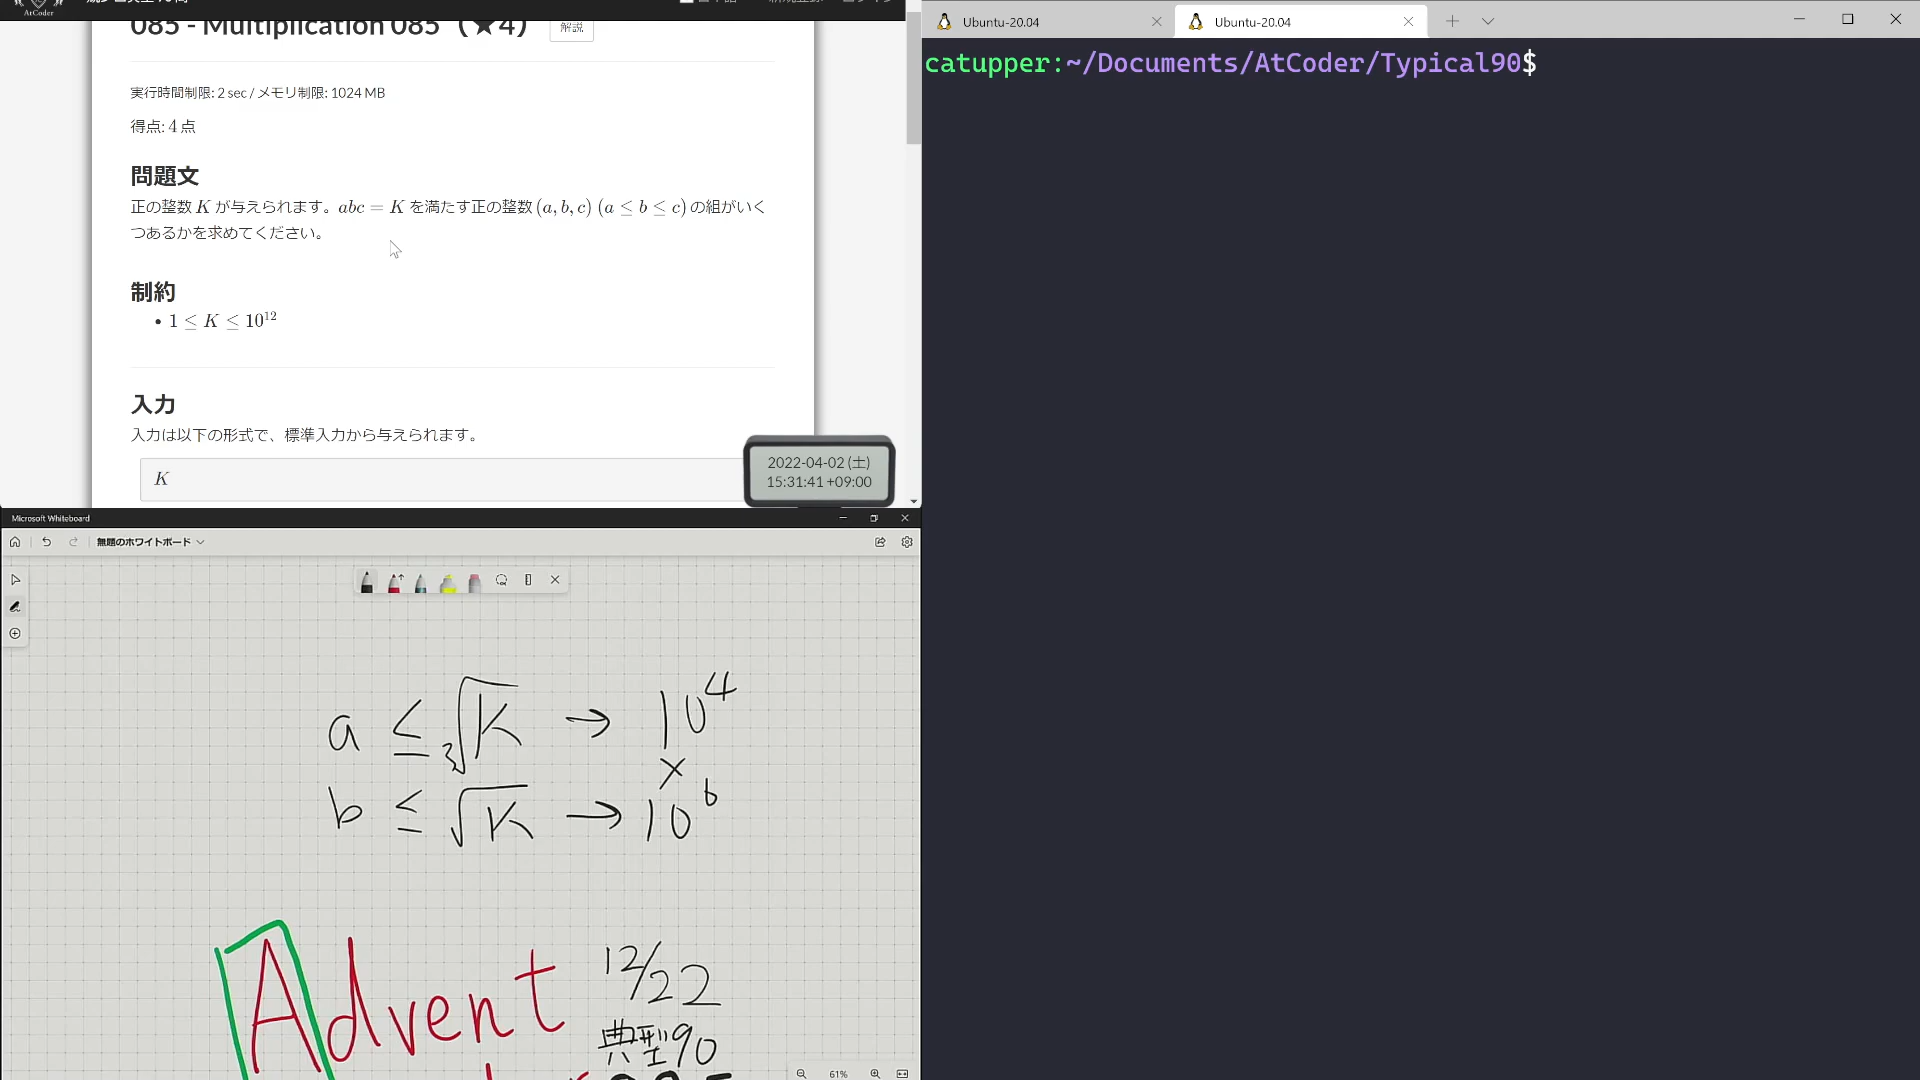 AtCoder
085 - Multiplication 085（★4）
解説
実行時間制限: 2 sec / メモリ制限: 1024 MB
得点: 4 点
問題文
正の整数 K が与えられます。abc = K を満たす正の整数 (a, b, c) (a ≤ b ≤ c) の組がいく
つあるかを求めてください。
制約
• 1 ≤ K ≤ 10^12
入力
入力は以下の形式で、標準入力から与えられます。
K
2022-04-02 (土)
15:31:41 +09:00
Microsoft Whiteboard
無題のホワイトボード
a ≤ ∛K → 10^4
×
b ≤ √K → 10^6
Advent
12/22
典型90
61%
Ubuntu-20.04
Ubuntu-20.04
catupper:~/Documents/AtCoder/Typical90$